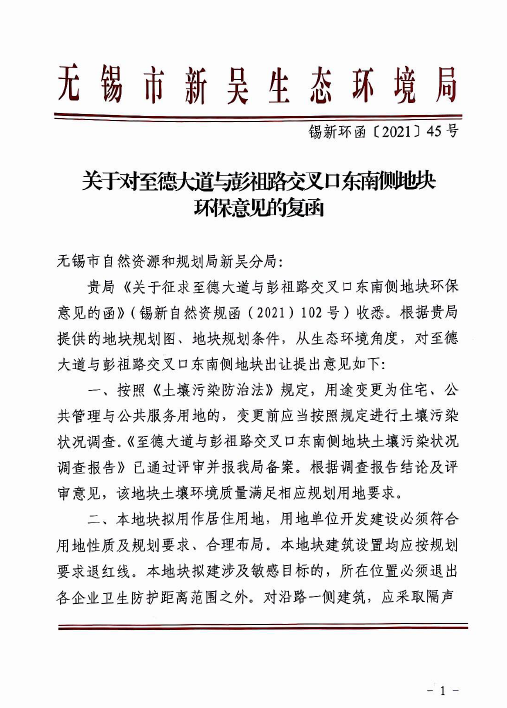 无锡市新吴生态环境局
锡新环函〔2021〕45号
关于对至德大道与彭祖路交叉口东南侧地块
环保意见的复函
无锡市自然资源和规划局新吴分局：
贵局《关于征求至德大道与彭祖路交叉口东南侧地块环保
意见的函》（锡新自然资规函（2021）102号）收悉。根据贵局
提供的地块规划图、地块规划条件，从生态环境角度，对至德
大道与彭祖路交叉口东南侧地块出让提出意见如下：
一、按照《土壤污染防治法》规定，用途变更为住宅、公
共管理与公共服务用地的，变更前应当按照规定进行土壤污染
状况调查。《至德大道与彭祖路交叉口东南侧地块土壤污染状况
调查报告》已通过评审并报我局备案。根据调查报告结论及评
审意见，该地块土壤环境质量满足相应规划用地要求。
二、本地块拟用作居住用地，用地单位开发建设必须符合
用地性质及规划要求、合理布局。本地块建筑设置均应按规划
要求退红线。本地块拟建涉及敏感目标的，所在位置必须退出
各企业卫生防护距离范围之外。对沿路一侧建筑，应采取隔声
- 1 -